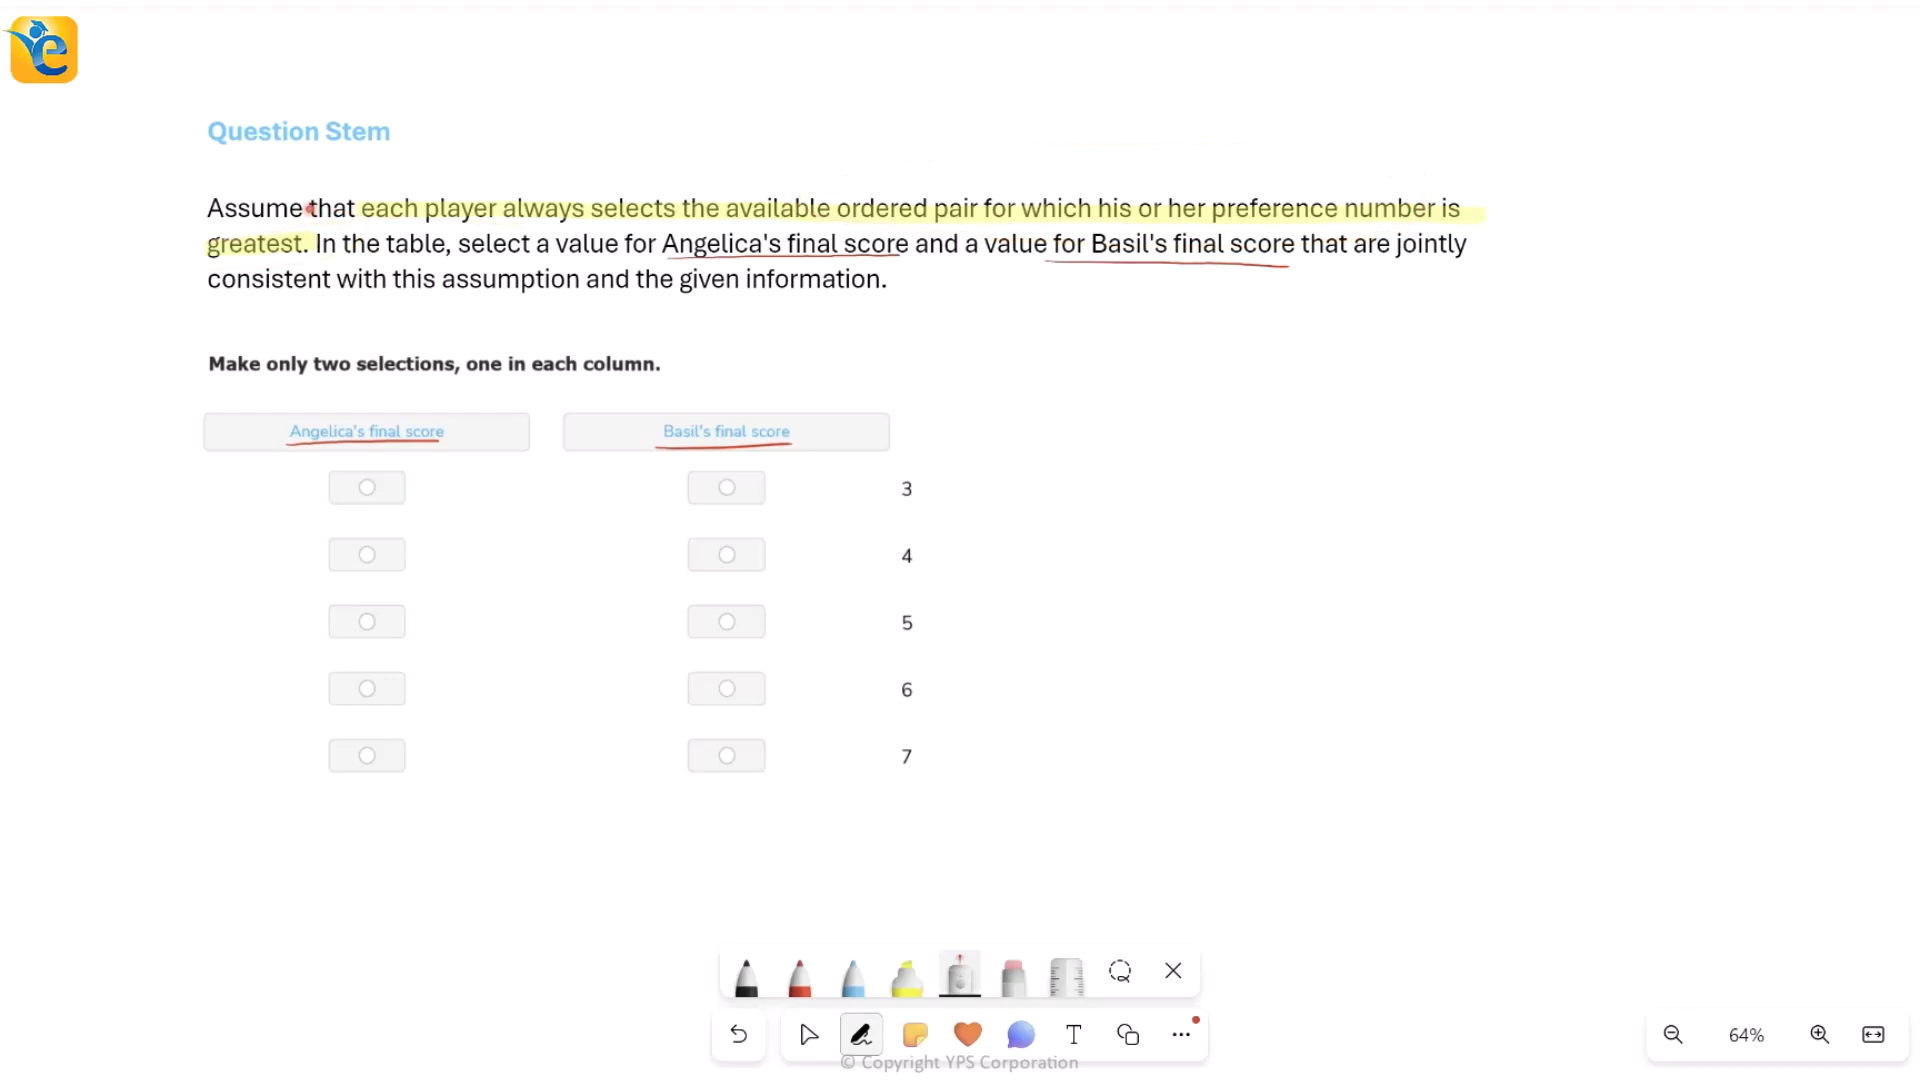 Question Stem
Assume that each player always selects the available ordered pair for which his or her preference number is
greatest. In the table, select a value for Angelica's final score and a value for Basil's final score that are jointly
consistent with this assumption and the given information.
Make only two selections, one in each column.
Angelica's final score Basil's final score
3
4
5
6
7
64%
© Copyright YPS Corporation